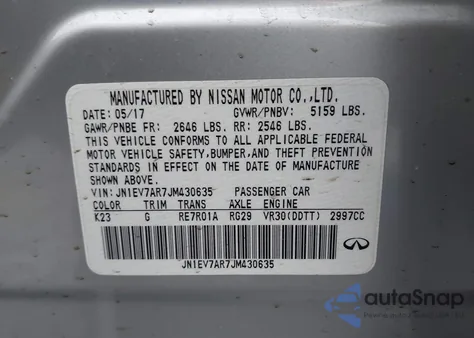 MANUFACTURED BY NISSAN MOTOR CO.,LTD.
DATE: 05/17 GVWR/PNBV: 5159 LBS.
GAWR/PNBE FR: 2646 LBS. RR: 2546 LBS.
THIS VEHICLE CONFORMS TO ALL APPLICABLE FEDERAL
MOTOR VEHICLE SAFETY,BUMPER,AND THEFT PREVENTION
STANDARDS IN EFFECT ON THE DATE OF MANUFACTURE
SHOWN ABOVE.
VIN: JN1EV7AR7JM430635 PASSENGER CAR
COLOR TRIM TRANS AXLE ENGINE
K23 G RE7R01A RG29 VR30(DDTT) 2997CC
JN1EV7AR7JM430635
autoSnap